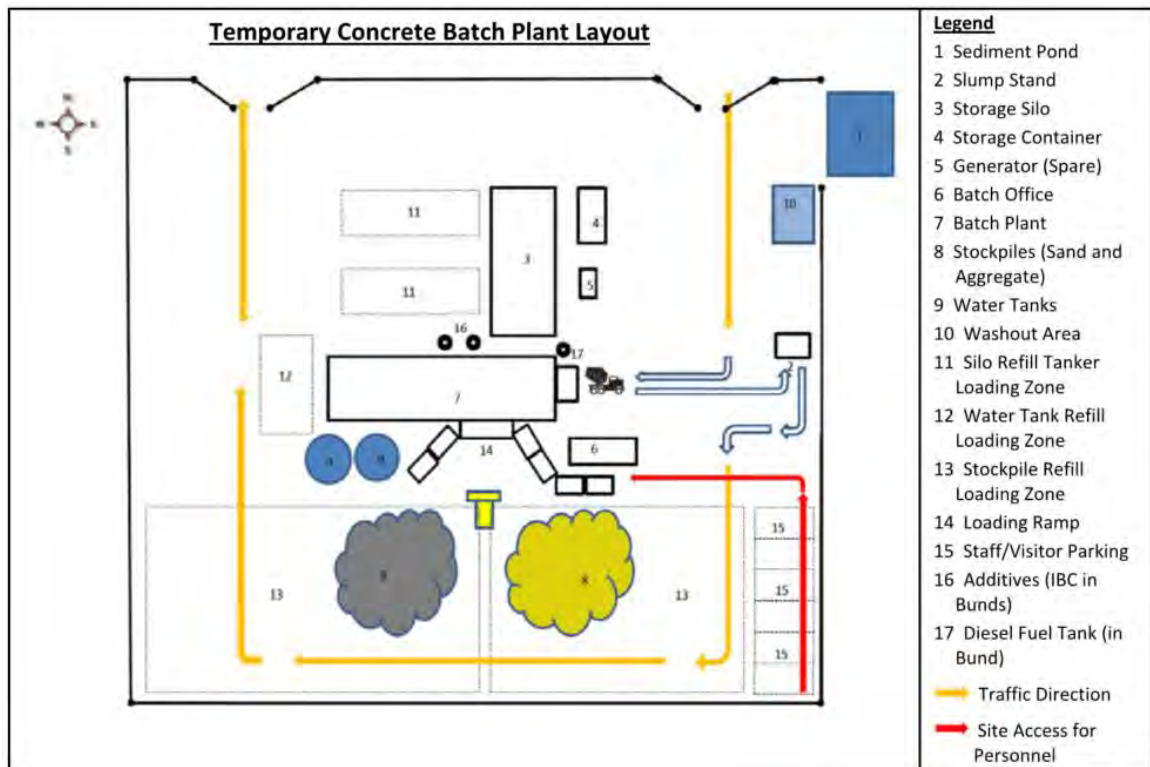 Temporary Concrete Batch Plant Layout
N
W
E
S
1
10
11
4
3
11
5
16
17
12
2
7
14
6
9
9
15
8
8
13
13
15
15
Legend
1 Sediment Pond
2 Slump Stand
3 Storage Silo
4 Storage Container
5 Generator (Spare)
6 Batch Office
7 Batch Plant
8 Stockpiles (Sand and
Aggregate)
9 Water Tanks
10 Washout Area
11 Silo Refill Tanker
Loading Zone
12 Water Tank Refill
Loading Zone
13 Stockpile Refill
Loading Zone
14 Loading Ramp
15 Staff/Visitor Parking
16 Additives (IBC in
Bunds)
17 Diesel Fuel Tank (in
Bund)
Traffic Direction
Site Access for
Personnel